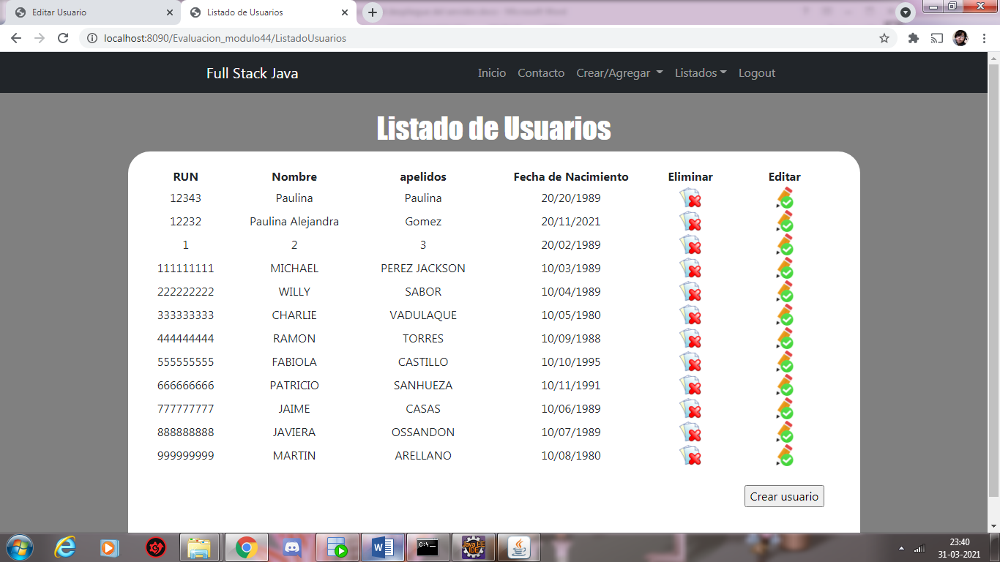 Editar Usuario
Listado de Usuarios
localhost:8090/Evaluacion_modulo44/ListadoUsuarios
Full Stack Java Inicio Contacto Crear/Agregar Listados Logout
Listado de Usuarios
RUN Nombre apelidos Fecha de Nacimiento Eliminar Editar
12343 Paulina Paulina 20/20/1989
12232 Paulina Alejandra Gomez 20/11/2021
1 2 3 20/02/1989
111111111 MICHAEL PEREZ JACKSON 10/03/1989
222222222 WILLY SABOR 10/04/1989
333333333 CHARLIE VADULAQUE 10/05/1980
444444444 RAMON TORRES 10/09/1988
555555555 FABIOLA CASTILLO 10/10/1995
666666666 PATRICIO SANHUEZA 10/11/1991
777777777 JAIME CASAS 10/06/1989
888888888 JAVIERA OSSANDON 10/07/1989
999999999 MARTIN ARELLANO 10/08/1980
Crear usuario
Java EE
IDE
23:40
31-03-2021